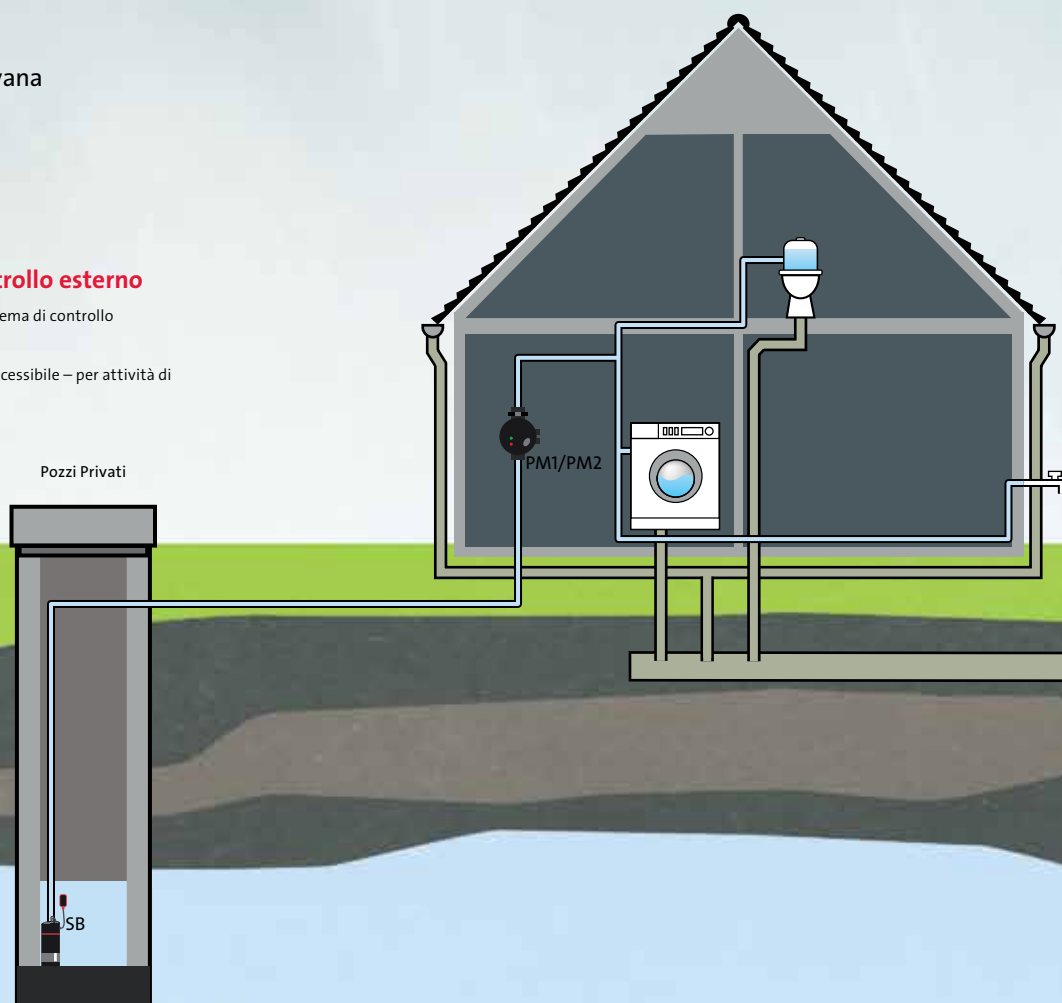 vana
trollo esterno
ema di controllo
cessibile – per attività di
Pozzi Privati
PM1/PM2
SB